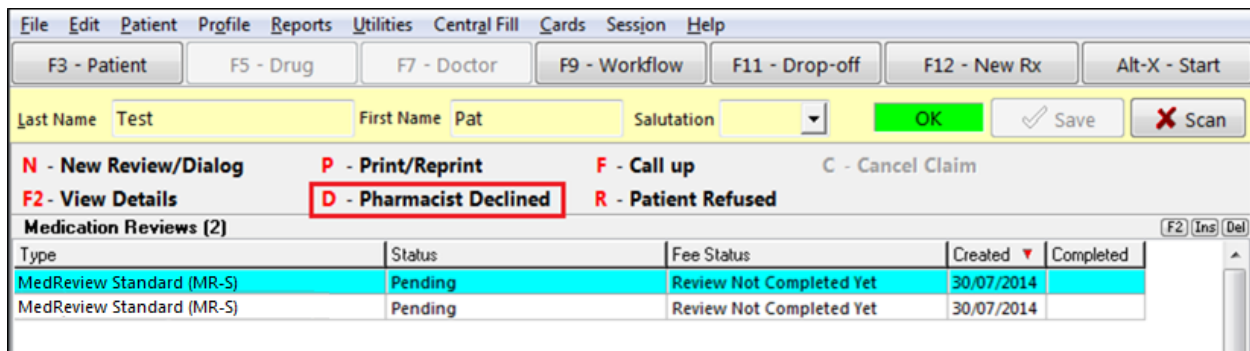 File Edit Patient Profile Reports Utilities Central Fill Cards Session Help
F3 - Patient F5 - Drug F7 - Doctor F9 - Workflow F11 - Drop-off F12 - New Rx Alt-X - Start
Last Name Test First Name Pat Salutation OK Save Scan
N - New Review/Dialog P - Print/Reprint F - Call up C - Cancel Claim
F2 - View Details D - Pharmacist Declined R - Patient Refused
Medication Reviews (2) F2 Ins Del
Type Status Fee Status Created Completed
MedReview Standard (MR-S) Pending Review Not Completed Yet 30/07/2014
MedReview Standard (MR-S) Pending Review Not Completed Yet 30/07/2014